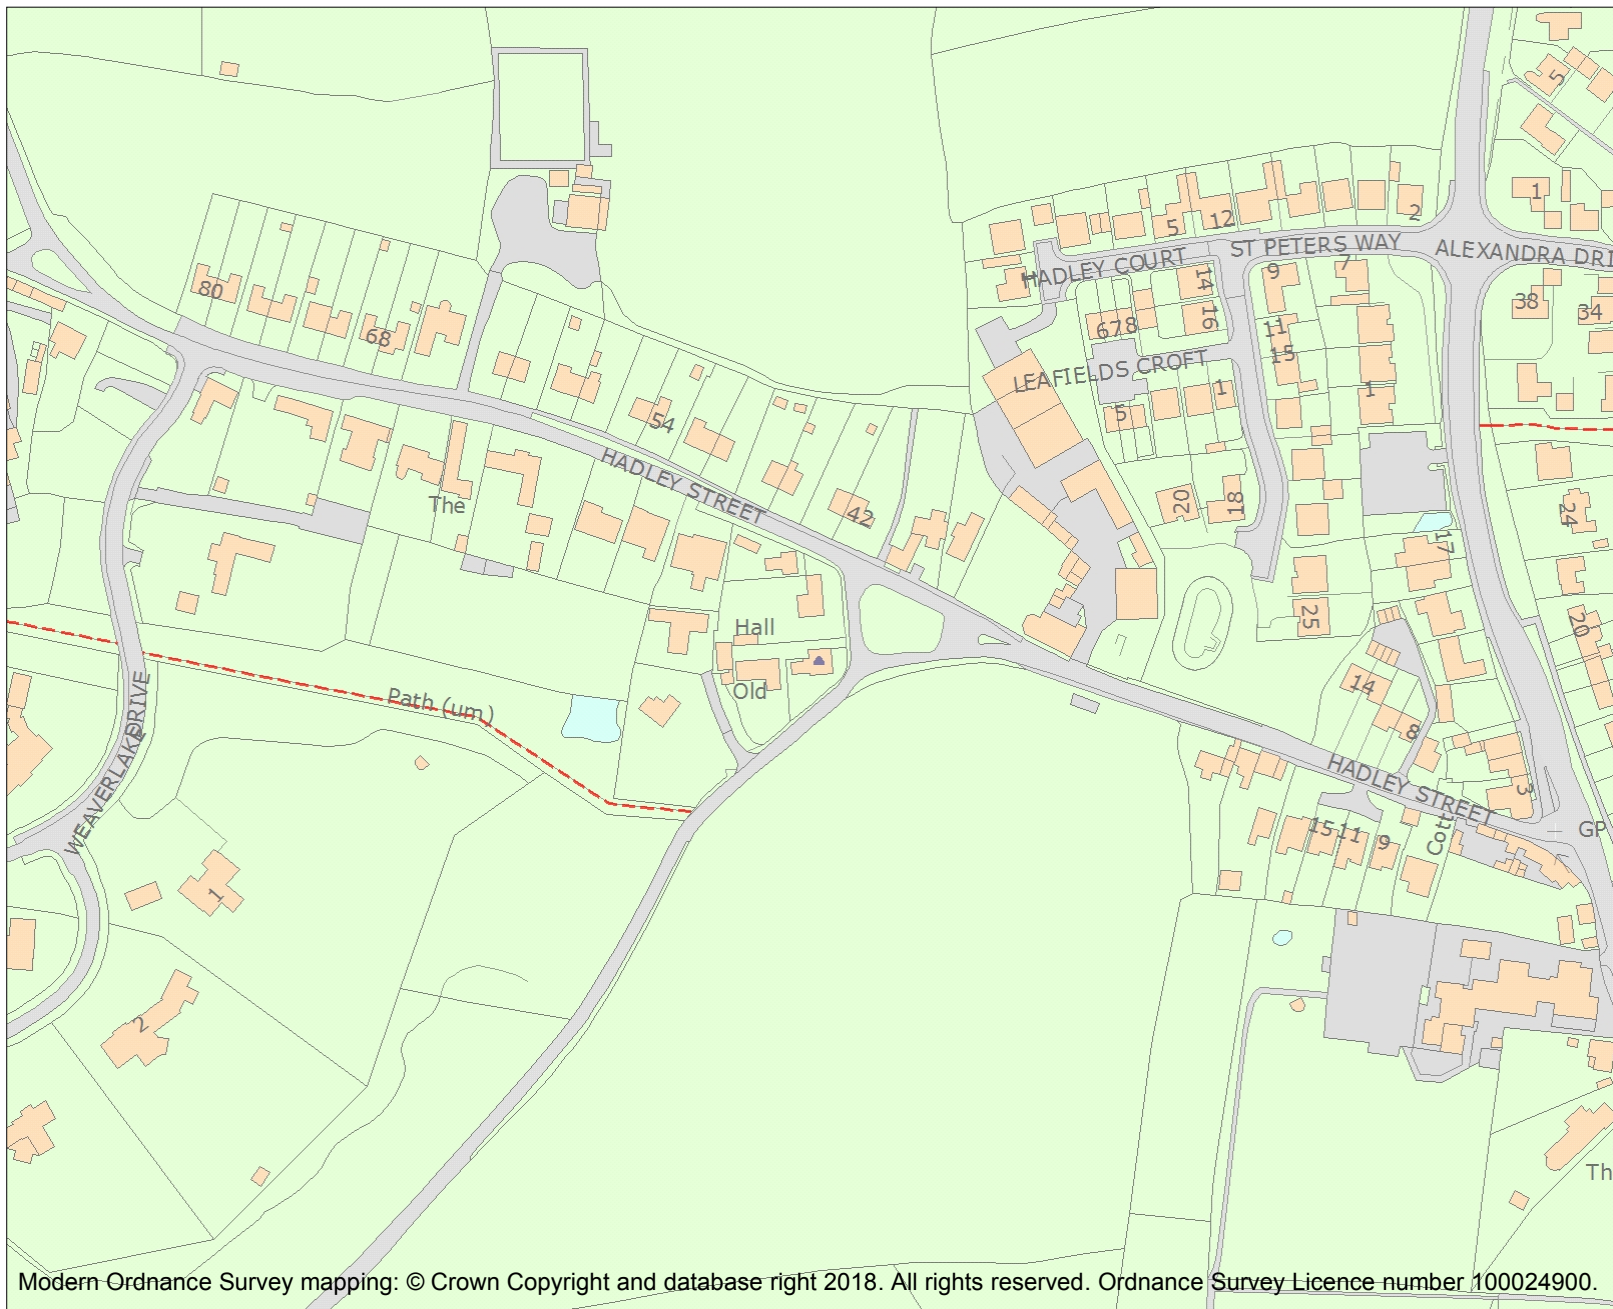 5
1
2
12
5
ST PETERS WAY
ALEXANDRA DRI
HADLEY COURT
80
14
9
7
38
34
68
16
678
11
15
LEAFIELDS CROFT
1
1
5
54
HADLEY STREET
The
42
20
18
24
17
25
20
Hall
Old
Path (um)
WEAVERLAKE DRIVE
14
8
HADLEY STREET
3
15
11
9
Cott
GP
1
2
Th
Modern Ordnance Survey mapping: © Crown Copyright and database right 2018. All rights reserved. Ordnance Survey Licence number 100024900.